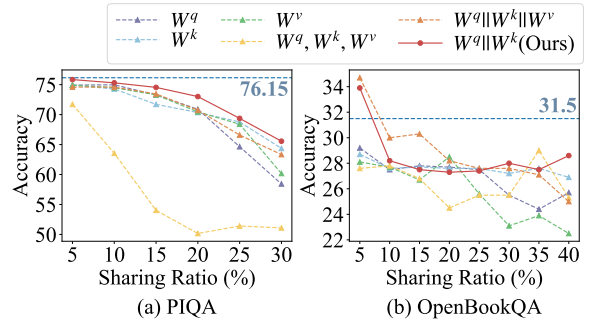 W^q W^v W^q||W^k||W^v
W^k W^q, W^k, W^v W^q||W^k(Ours)
Accuracy
75
70
65
60
55
50
76.15
5 10 15 20 25 30
Sharing Ratio (%)
(a) PIQA
Accuracy
34
32
30
28
26
24
22
31.5
5 10 15 20 25 30 35 40
Sharing Ratio (%)
(b) OpenBookQA